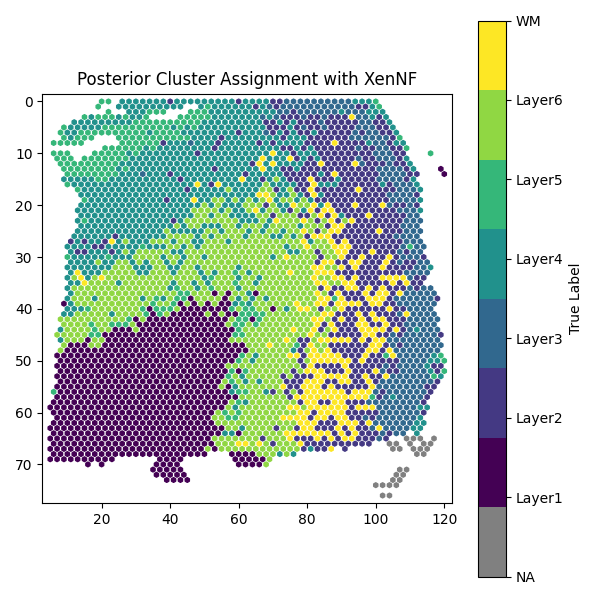 Posterior Cluster Assignment with XenNF
0
10
20
30
40
50
60
70
20
40
60
80
100
120
WM
Layer6
Layer5
Layer4
Layer3
Layer2
Layer1
NA
True Label